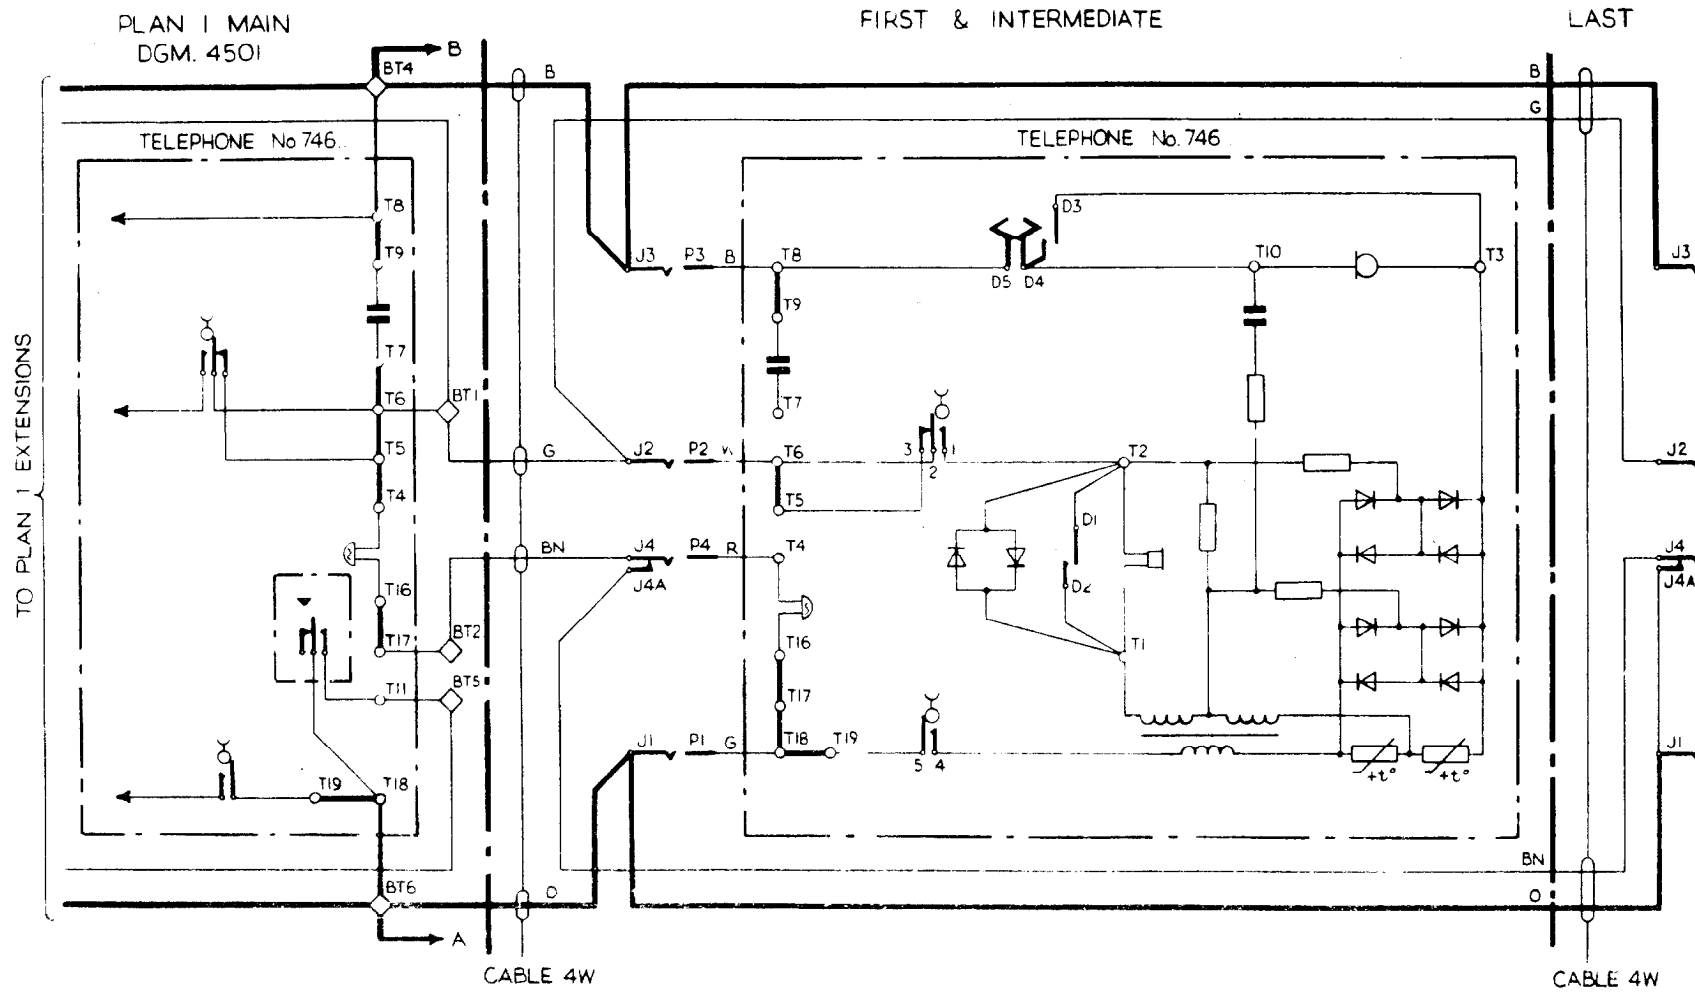 PLAN 1 MAIN
DGM. 4501
FIRST & INTERMEDIATE
LAST
B
BT4
B
B
G
TELEPHONE No 746
TELEPHONE No. 746
T8
D3
T9
J3
P3
B
T8
D5
D4
T10
T3
J3
T9
T7
T7
T6
BT1
T5
G
J2
P2
W
T6
3
2
1
T2
J2
T4
T5
D1
BN
J4
J4A
P4
R
T4
D2
J4
J4A
T16
T17
BT2
T16
T1
T11
BT5
T17
J1
P1
G
T18
T19
5
4
+t°
+t°
J1
T19
T18
BT6
O
BN
O
A
CABLE 4W
CABLE 4W
TO PLAN 1 EXTENSIONS